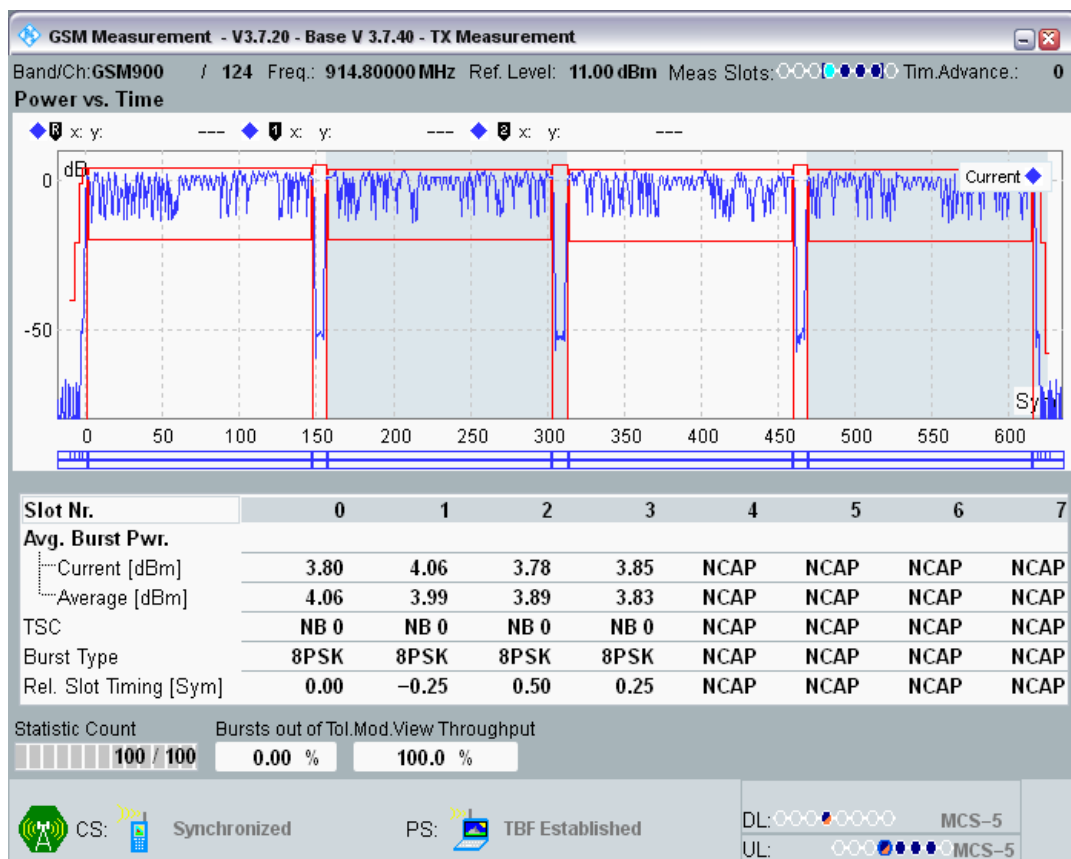 GSM Measurement - V3.7.20 - Base V 3.7.40 - TX Measurement
Band/Ch:GSM900 / 124 Freq.: 914.80000 MHz Ref. Level: 11.00 dBm Meas Slots: Tim.Advance.: 0
Power vs. Time
R x: y: --- 1 x: y: --- 2 x: y: ---
dB
Current
0
-50
Sym
0 50 100 150 200 250 300 350 400 450 500 550 600
Slot Nr. 0 1 2 3 4 5 6 7
Avg. Burst Pwr.
Current [dBm] 3.80 4.06 3.78 3.85 NCAP NCAP NCAP NCAP
Average [dBm] 4.06 3.99 3.89 3.83 NCAP NCAP NCAP NCAP
TSC NB 0 NB 0 NB 0 NB 0 NCAP NCAP NCAP NCAP
Burst Type 8PSK 8PSK 8PSK 8PSK NCAP NCAP NCAP NCAP
Rel. Slot Timing [Sym] 0.00 −0.25 0.50 0.25 NCAP NCAP NCAP NCAP
Statistic Count Bursts out of Tol.Mod.View Throughput
100 / 100 0.00 % 100.0 %
CS: Synchronized PS: TBF Established
DL: MCS−5
UL: MCS−5